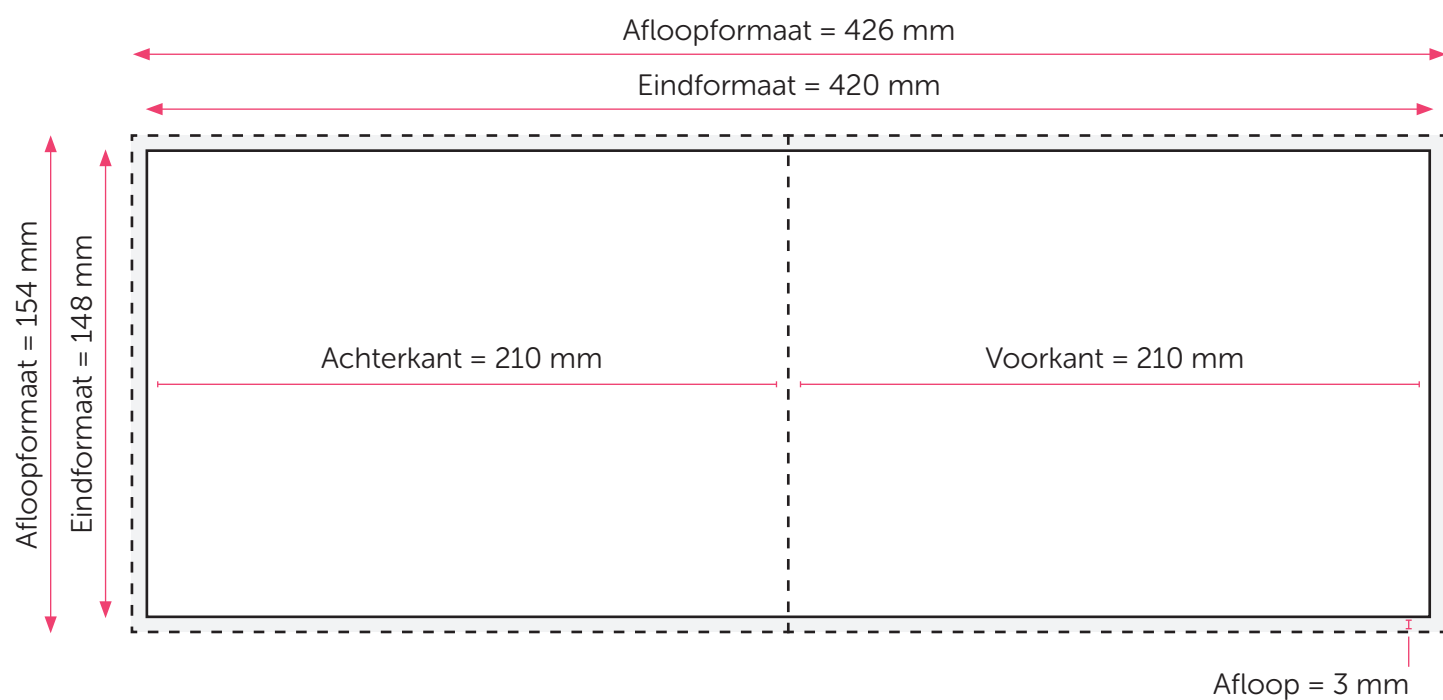 Afloopformaat = 426 mm
Eindformaat = 420 mm
Afloopformaat = 154 mm
Eindformaat = 148 mm
Achterkant = 210 mm
Voorkant = 210 mm
Afloop = 3 mm